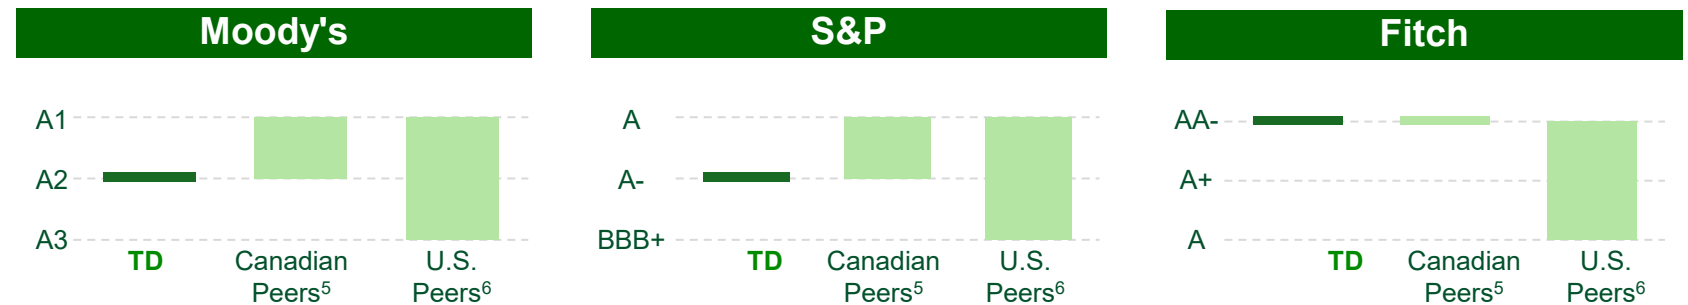 Moody's
A1
A2
A3
TD
Canadian
Peers5
U.S.
Peers6
S&P
A
A-
BBB+
TD
Canadian
Peers5
U.S.
Peers6
Fitch
AA-
A+
A
TD
Canadian
Peers5
U.S.
Peers6